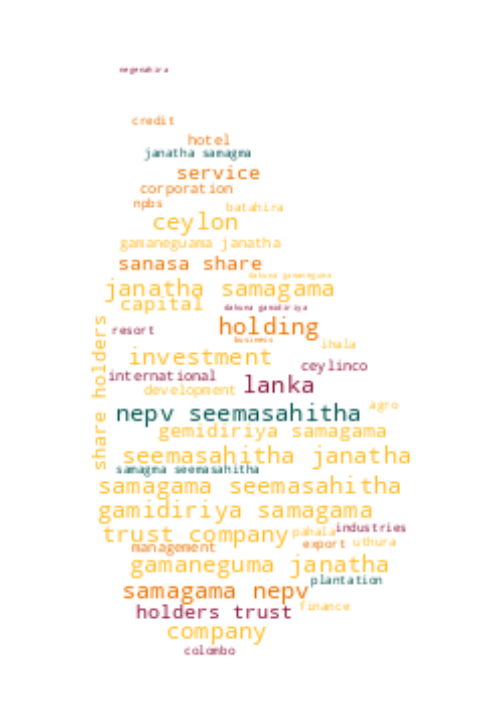 negenahira
credit
hotel
janatha samagma
service
corporation
npbs
batahira
ceylon
gamaneguama janatha
sanasa share
dakuna gamaneguma
janatha samagama
capital
dakuna gamidiriya
holding
resort
business
ihala
share holders
investment
ceylinco
international
lanka
development
agro
nepv seemasahitha
gemidiriya samagama
seemasahitha janatha
samagma seemasahitha
samagama seemasahitha
gamidiriya samagama
industries
trust company
pahala
export
uthura
management
gamaneguma janatha
plantation
samagama nepv
finance
holders trust
company
colombo